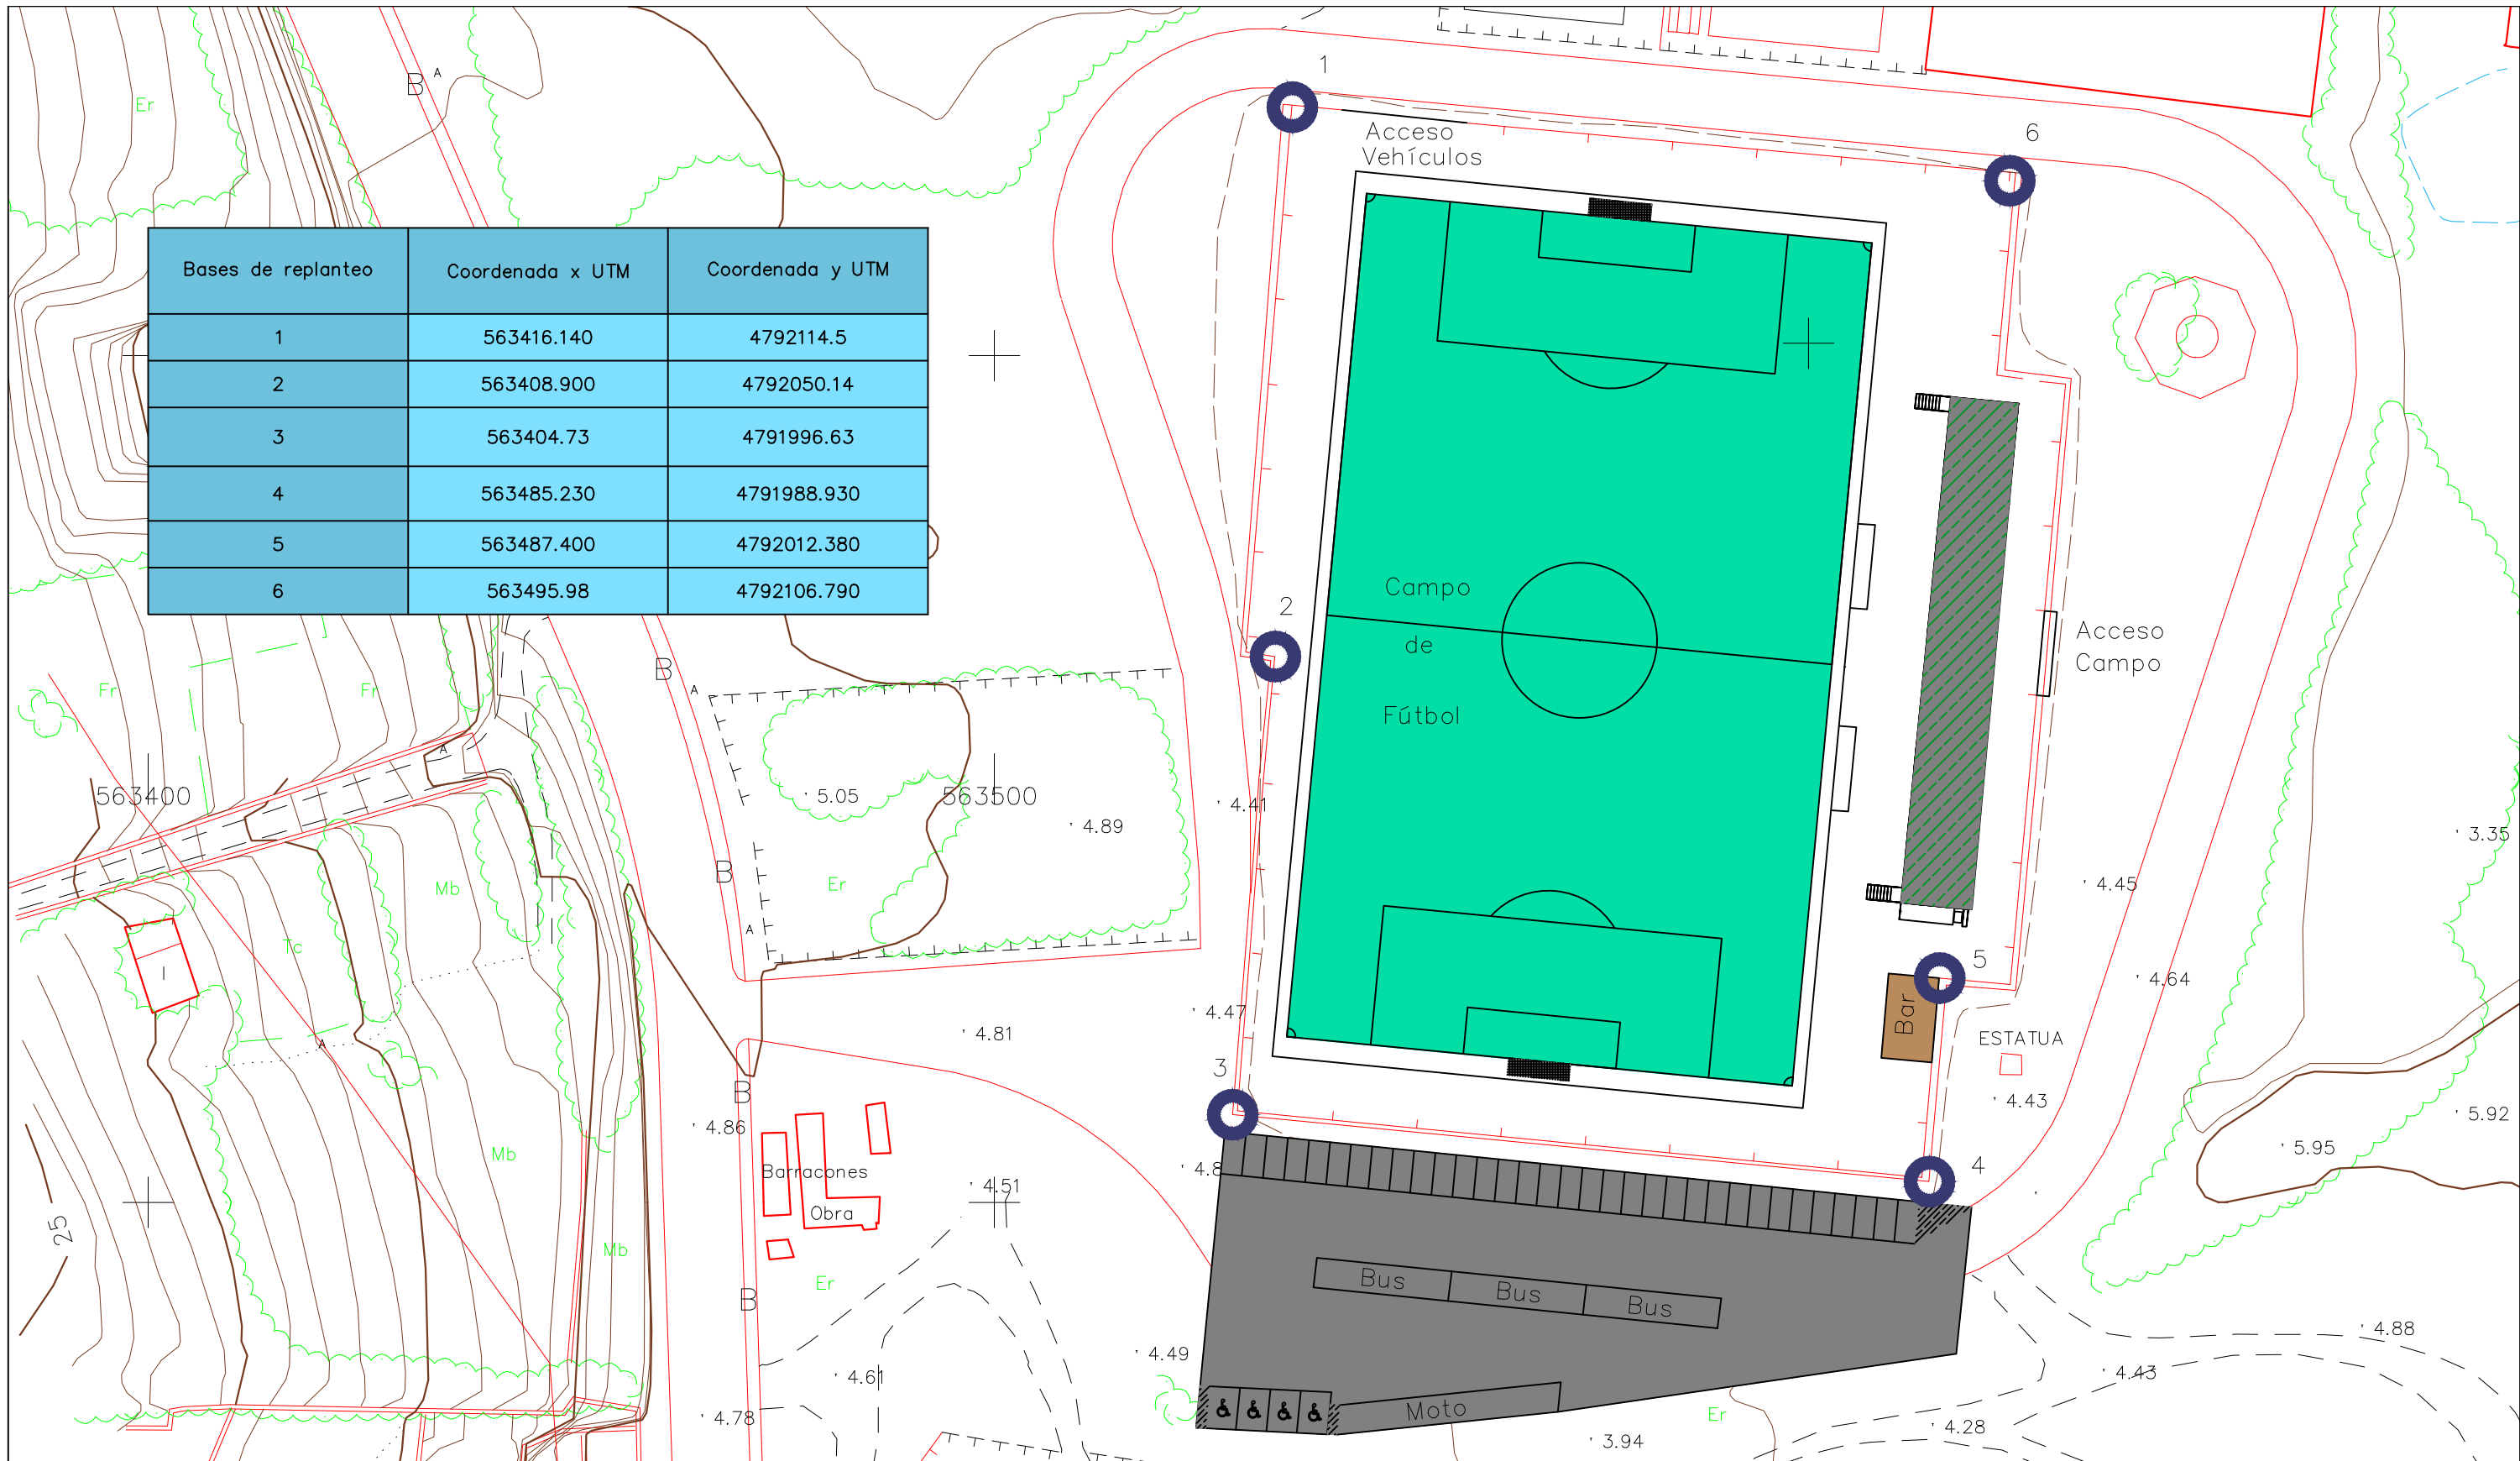 1
B A
Er
Acceso
Vehículos
6
Bases de replanteo Coordenada x UTM Coordenada y UTM
1 563416.140 4792114.5
2 563408.900 4792050.14
3 563404.73 4791996.63
4 563485.230 4791988.930
5 563487.400 4792012.380
6 563495.98 4792106.790
Campo
de
Fútbol
2
Acceso
Campo
B
A
Fr
Fr
A
563400
5.05
563500
4.41
4.89
3.35
B
Mb
Er
4.45
A
Tc
I
5
4.64
4.47
4.81
Bar
ESTATUA
A
3
B
4.43
5.92
4.86
5.95
Mb
Barracones
4.8
4
4.51
Obra
25
Mb
Er
Bus
Bus
Bus
B
4.88
4.49
4.61
4.43
Moto
Er
4.78
4.28
3.94